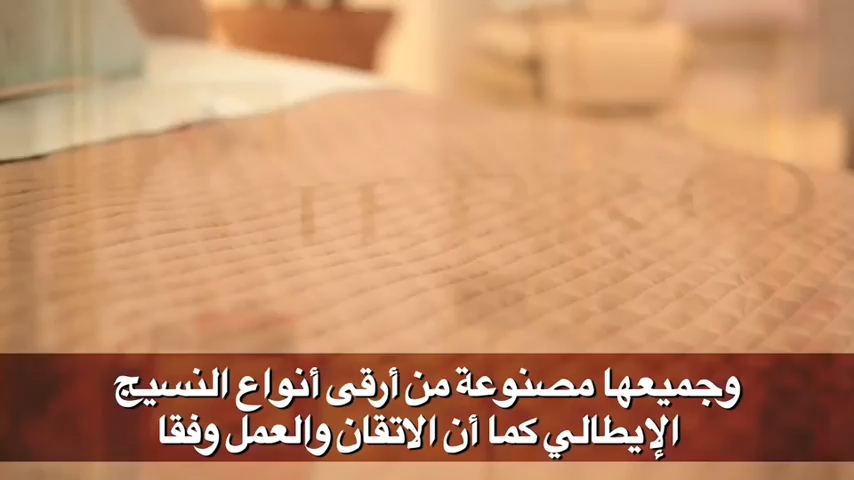 وجميعها مصنوعة من أرقى أنواع النسيج
الإيطالي كما أن الاتقان والعمل وفقا